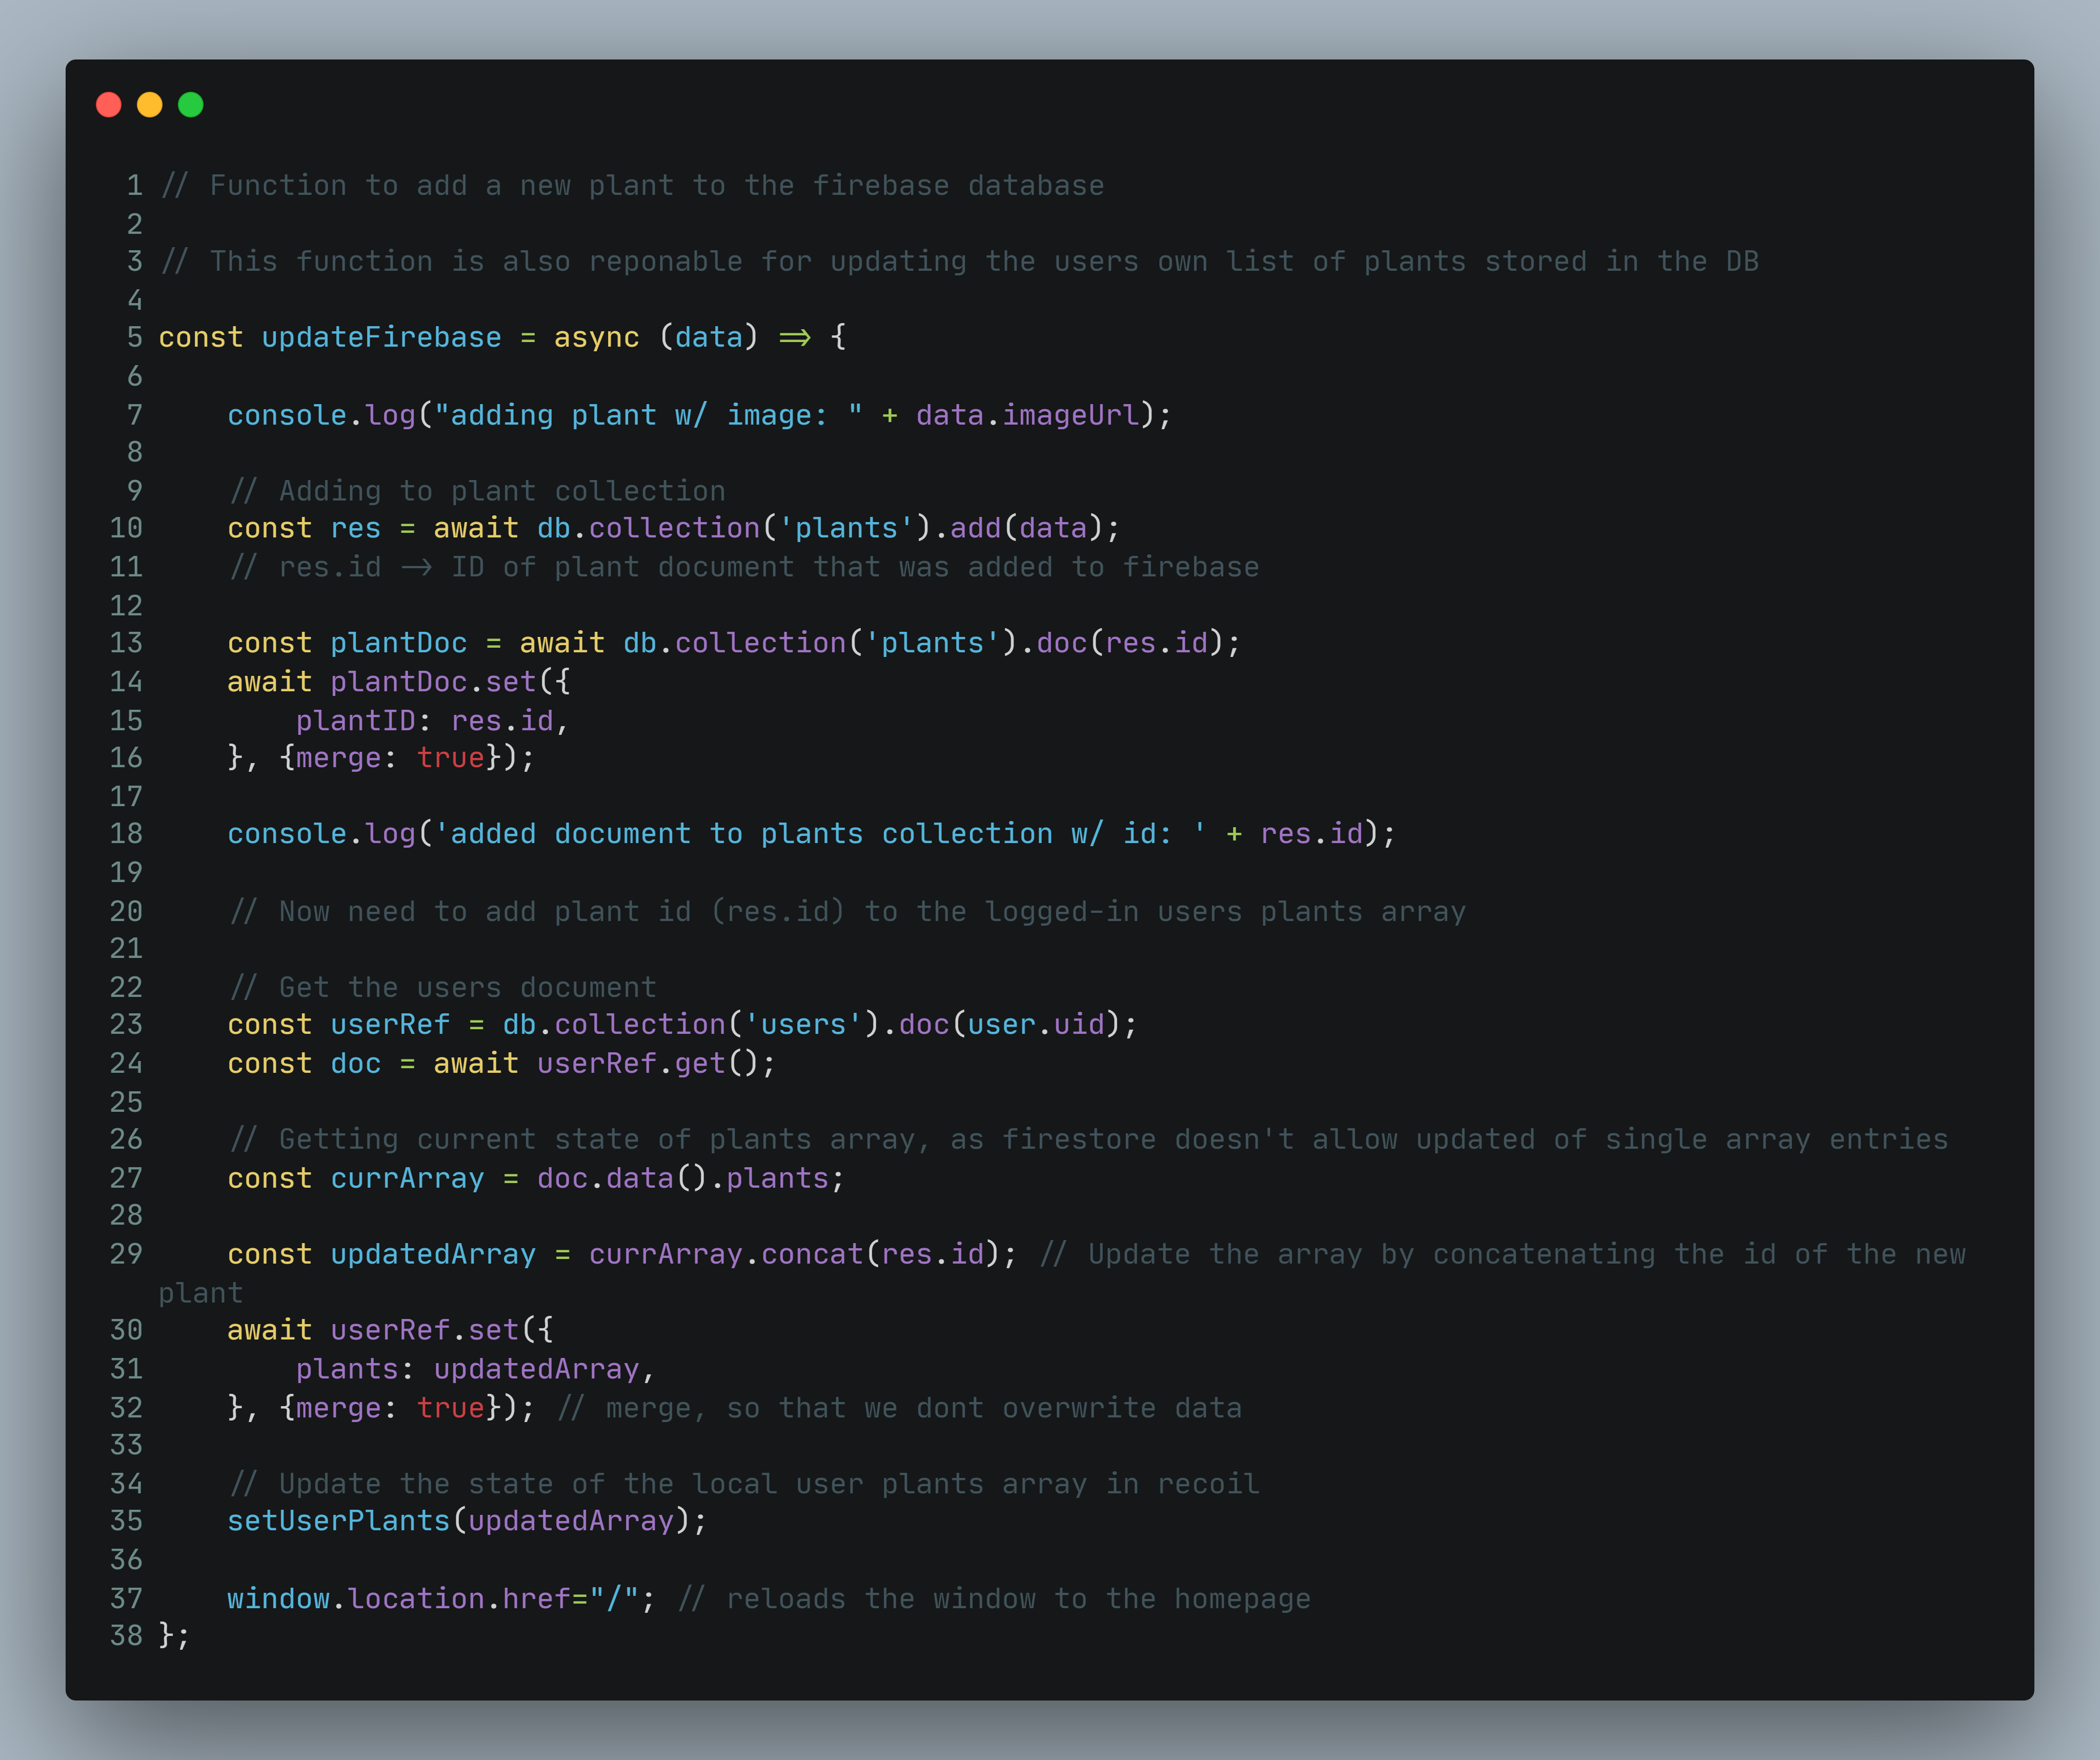 1 // Function to add a new plant to the firebase database
2
3 // This function is also reponable for updating the users own list of plants stored in the DB
4
5 const updateFirebase = async (data) => {
6
7     console.log("adding plant w/ image: " + data.imageUrl);
8
9     // Adding to plant collection
10     const res = await db.collection('plants').add(data);
11     // res.id -> ID of plant document that was added to firebase
12
13     const plantDoc = await db.collection('plants').doc(res.id);
14     await plantDoc.set({
15         plantID: res.id,
16     }, {merge: true});
17
18     console.log('added document to plants collection w/ id: ' + res.id);
19
20     // Now need to add plant id (res.id) to the logged-in users plants array
21
22     // Get the users document
23     const userRef = db.collection('users').doc(user.uid);
24     const doc = await userRef.get();
25
26     // Getting current state of plants array, as firestore doesn't allow updated of single array entries
27     const currArray = doc.data().plants;
28
29     const updatedArray = currArray.concat(res.id); // Update the array by concatenating the id of the new
plant
30     await userRef.set({
31         plants: updatedArray,
32     }, {merge: true}); // merge, so that we dont overwrite data
33
34     // Update the state of the local user plants array in recoil
35     setUserPlants(updatedArray);
36
37     window.location.href="/"; // reloads the window to the homepage
38 };